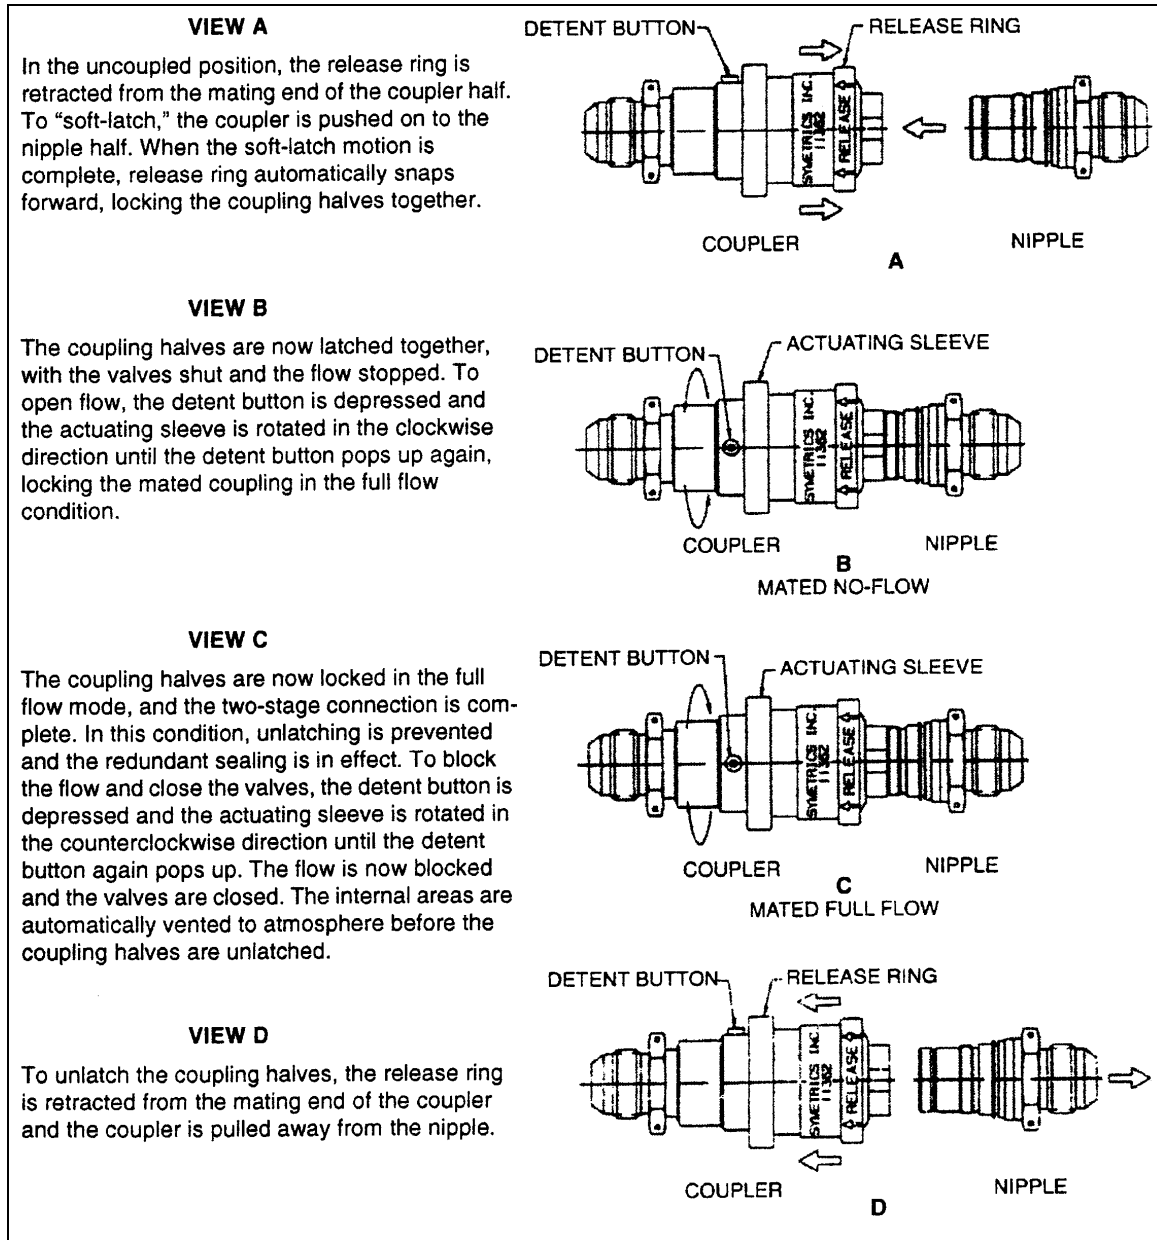 VIEW A
In the uncoupled position, the release ring is
retracted from the mating end of the coupler half.
To “soft-latch,” the coupler is pushed on to the
nipple half. When the soft-latch motion is
complete, release ring automatically snaps
forward, locking the coupling halves together.
DETENT BUTTON
RELEASE RING
SYMETRICS INC.
11362
RELEASE
COUPLER
NIPPLE
A
VIEW B
The coupling halves are now latched together,
with the valves shut and the flow stopped. To
open flow, the detent button is depressed and
the actuating sleeve is rotated in the clockwise
direction until the detent button pops up again,
locking the mated coupling in the full flow
condition.
DETENT BUTTON
ACTUATING SLEEVE
SYMETRICS INC.
11362
RELEASE
COUPLER
NIPPLE
B
MATED NO-FLOW
VIEW C
The coupling halves are now locked in the full
flow mode, and the two-stage connection is com-
plete. In this condition, unlatching is prevented
and the redundant sealing is in effect. To block
the flow and close the valves, the detent button is
depressed and the actuating sleeve is rotated in
the counterclockwise direction until the detent
button again pops up. The flow is now blocked
and the valves are closed. The internal areas are
automatically vented to atmosphere before the
coupling halves are unlatched.
DETENT BUTTON
ACTUATING SLEEVE
SYMETRICS INC.
11362
RELEASE
COUPLER
NIPPLE
C
MATED FULL FLOW
VIEW D
To unlatch the coupling halves, the release ring
is retracted from the mating end of the coupler
and the coupler is pulled away from the nipple.
DETENT BUTTON
RELEASE RING
SYMETRICS INC.
11362
RELEASE
COUPLER
NIPPLE
D